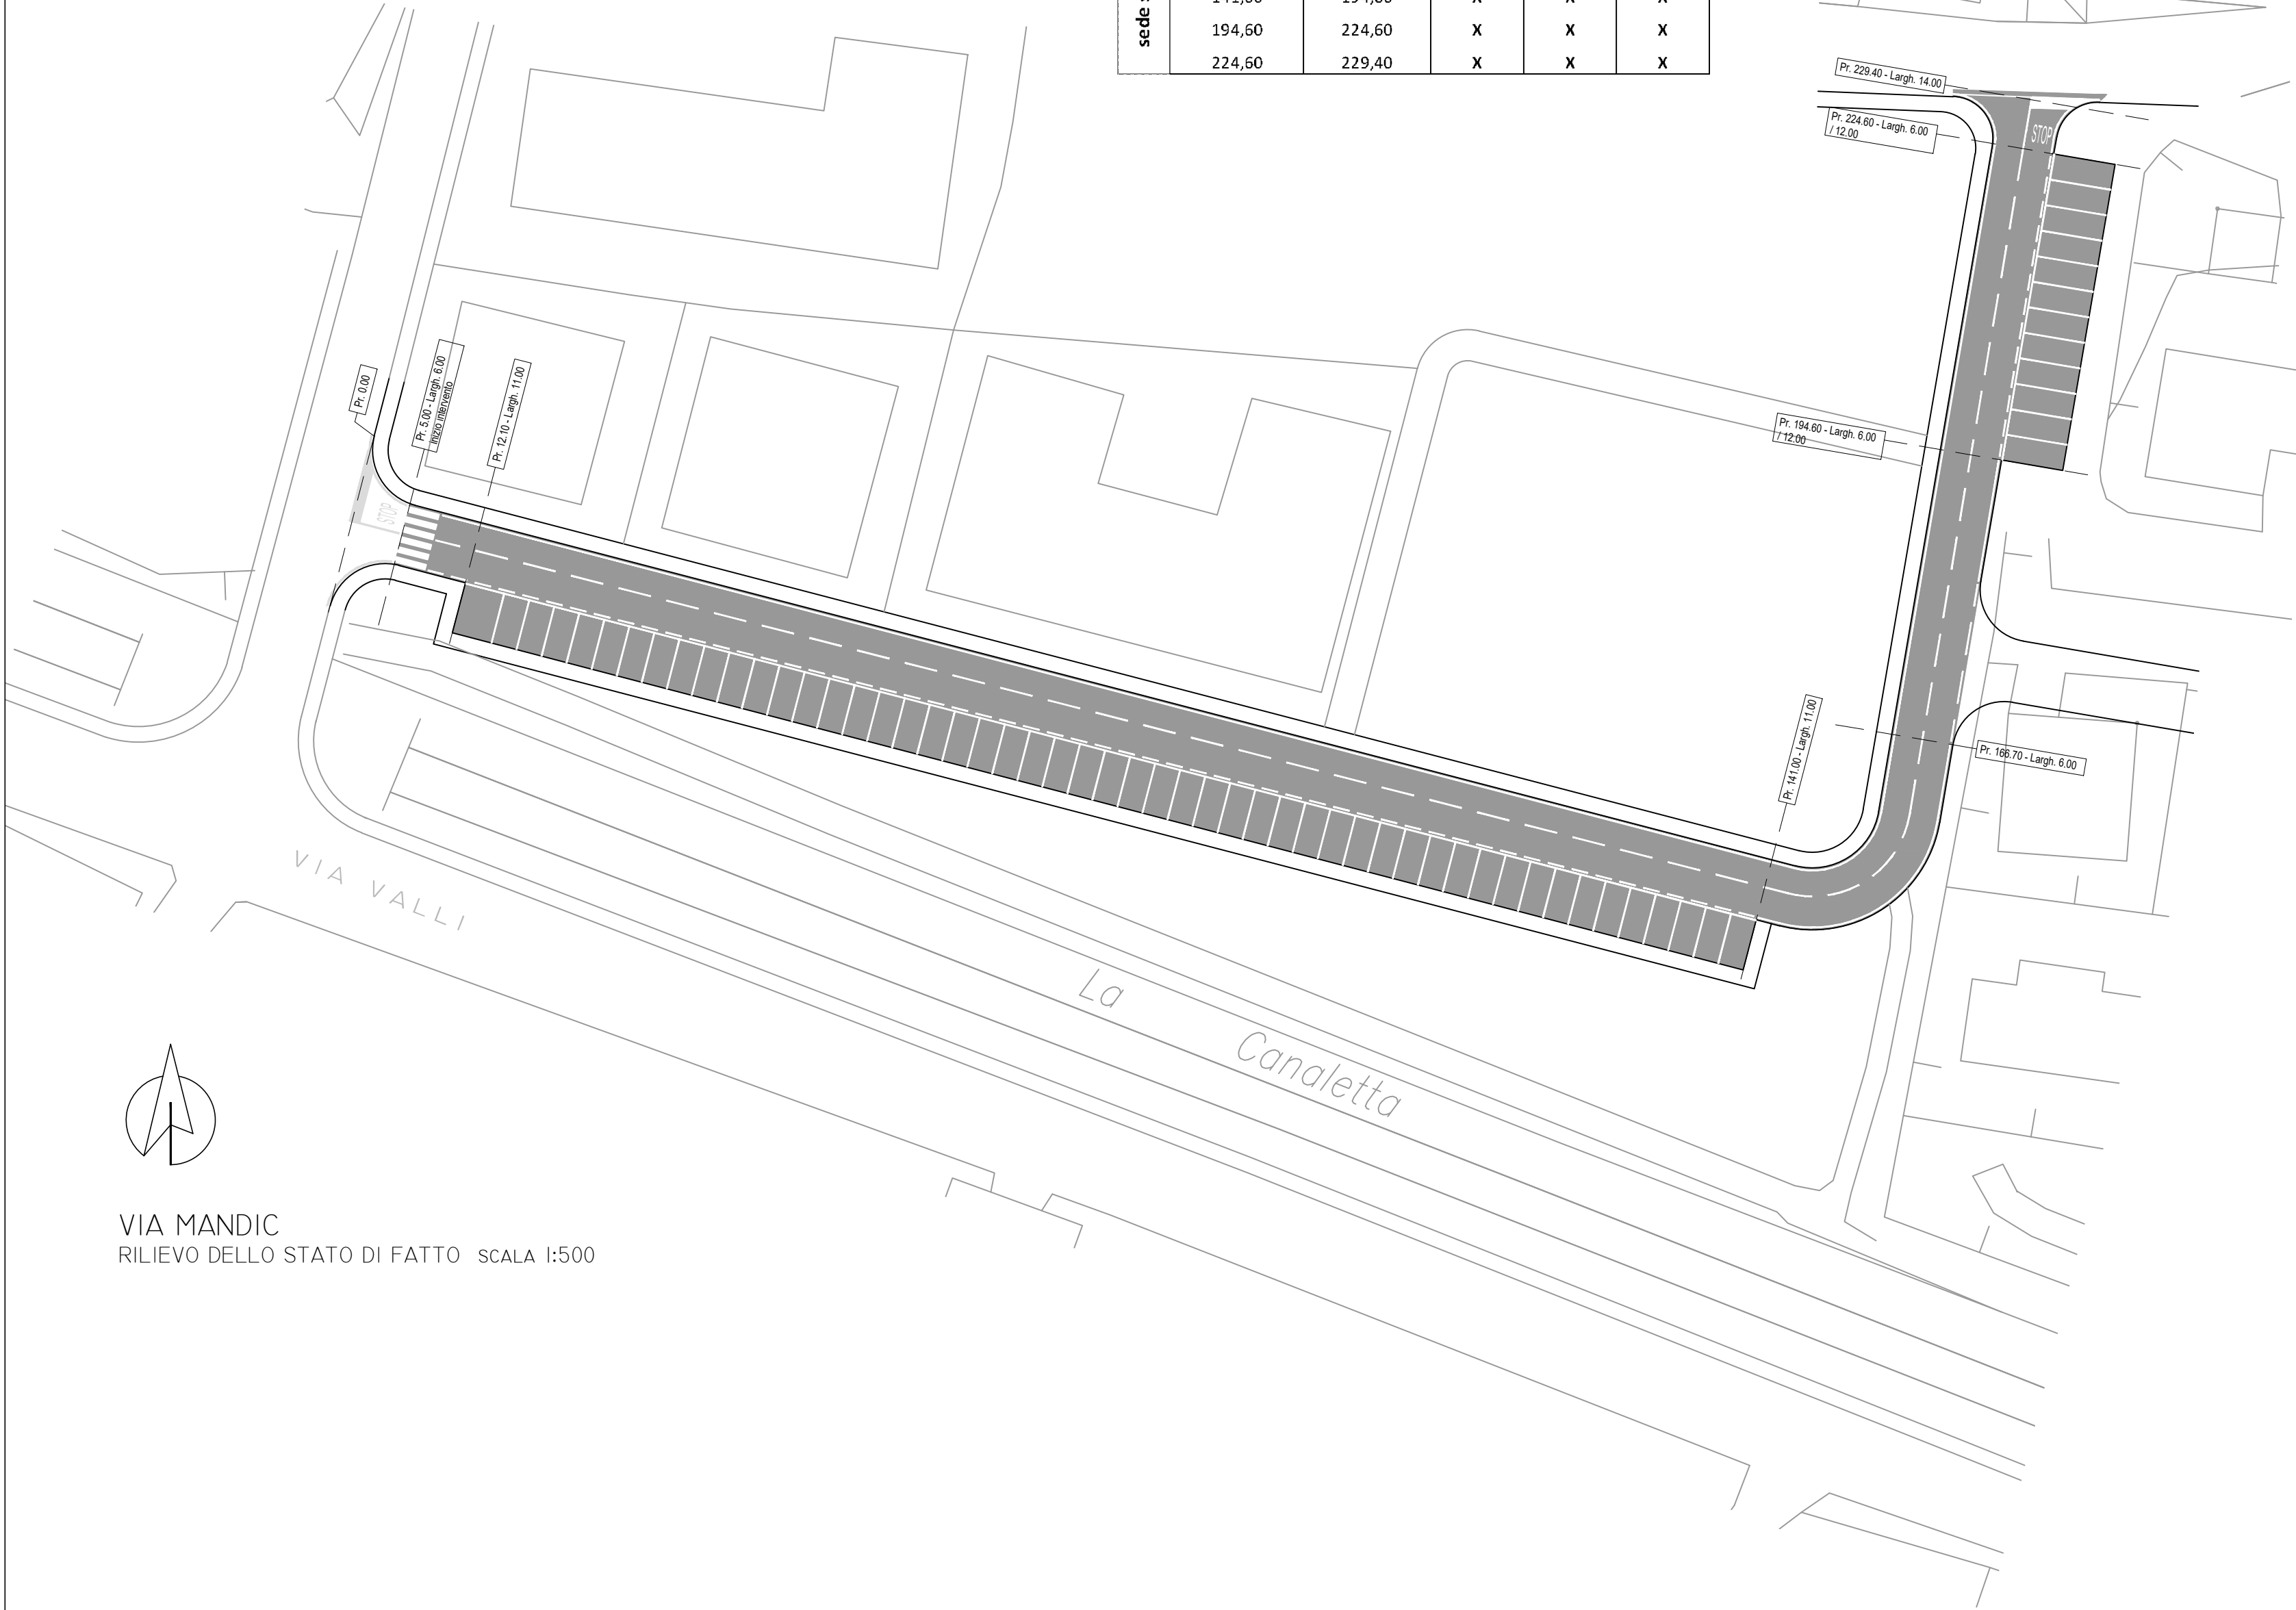 194,60 224,60 X X X
224,60 229,40 X X X
sede
Pr. 229.40 - Largh. 14.00
Pr. 224.60 - Largh. 6.00
/ 12.00
STOP
Pr. 0.00
Pr. 5.00 - Largh. 6.00
Inizio intervento
Pr. 12.10 - Largh. 11.00
Pr. 194.60 - Largh. 6.00
/ 12.00
STOP
Pr. 141.00 - Largh. 11.00
Pr. 166.70 - Largh. 6.00
VIA VALLI
La
Canaletta
VIA MANDIC
RILIEVO DELLO STATO DI FATTO SCALA 1:500